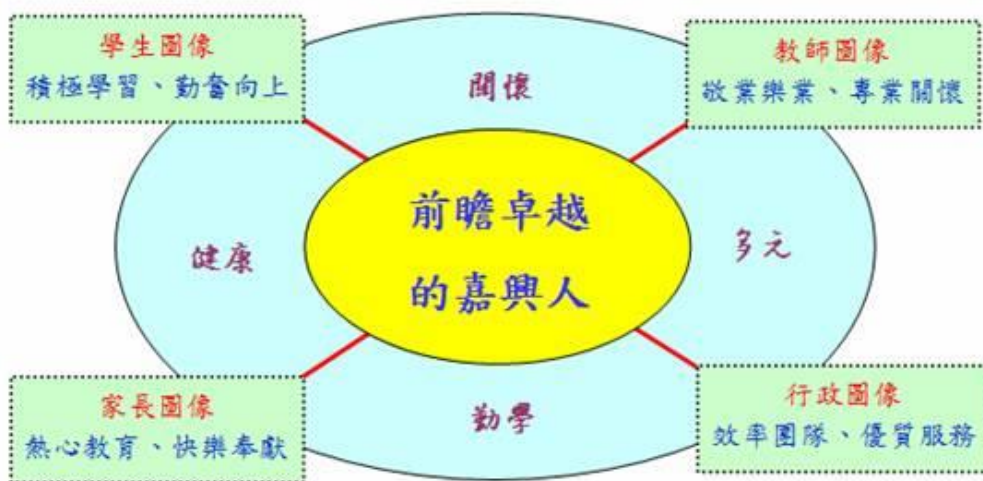 學生圖像
積極學習、勤奮向上
教師圖像
敬業樂業、專業關懷
關懷
前瞻卓越
的嘉興人
健康
多元
勤學
家長圖像
熱心教育、快樂奉獻
行政圖像
效率團隊、優質服務